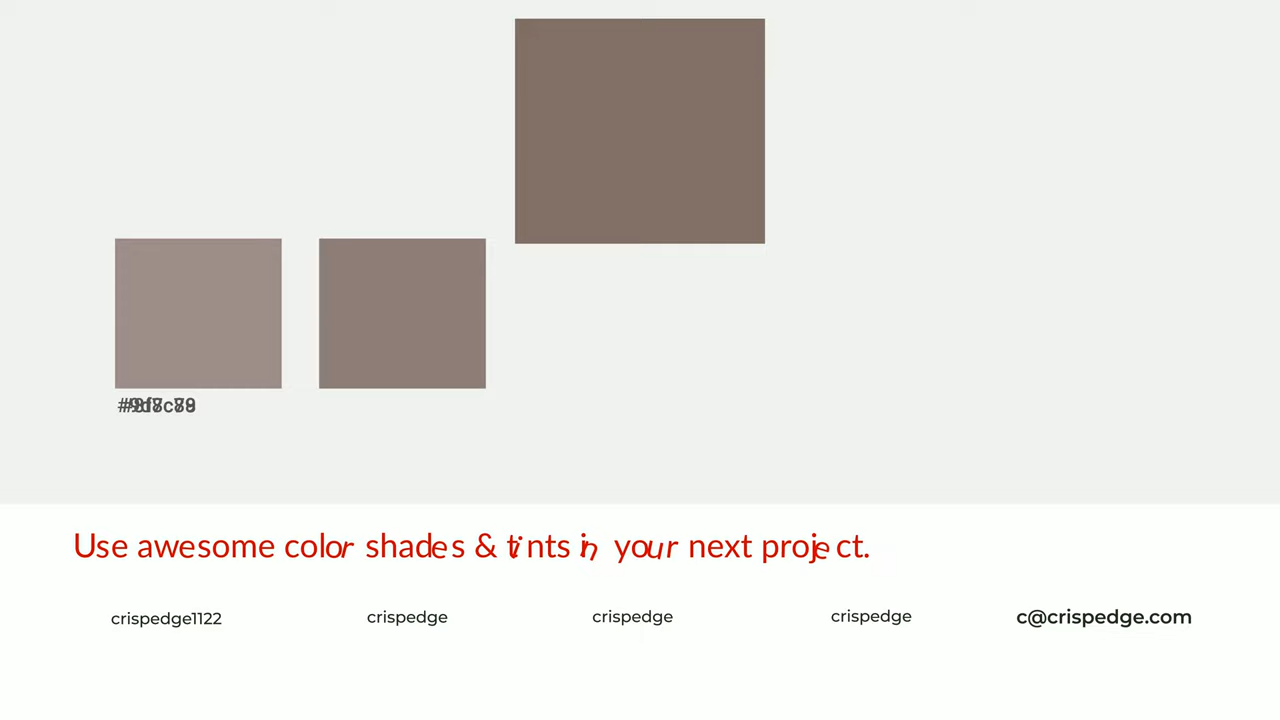 Use awesome color shades & tints in your next project.
crispedge1122 crispedge crispedge crispedge c@crispedge.com